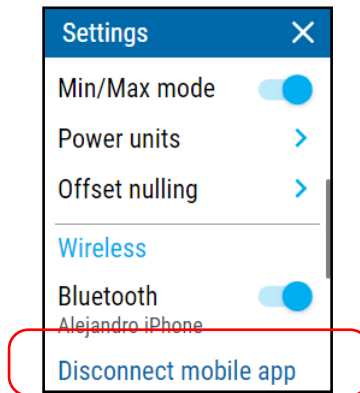 Settings
Min/Max mode
Power units
Offset nulling
Wireless
Bluetooth
Alejandro iPhone
Disconnect mobile app